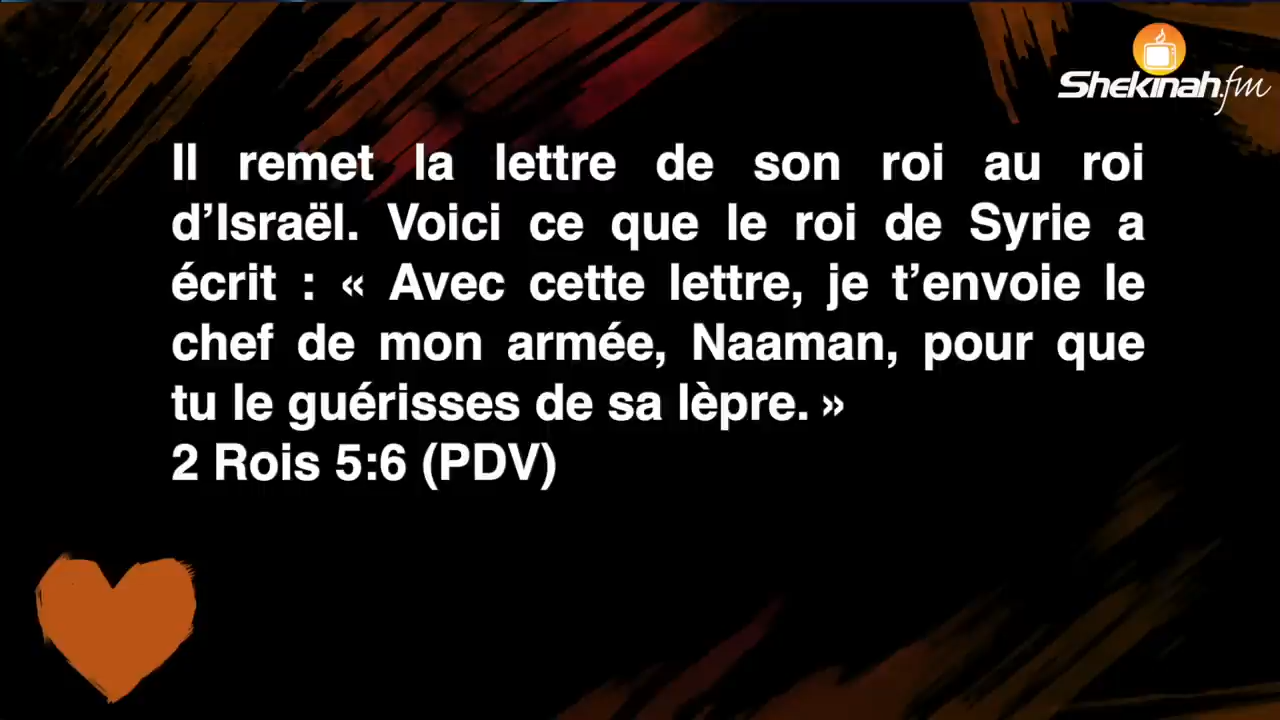 Shekinah.fm
Il remet la lettre de son roi au roi
d’Israël. Voici ce que le roi de Syrie a
écrit : « Avec cette lettre, je t’envoie le
chef de mon armée, Naaman, pour que
tu le guérisses de sa lèpre. »
2 Rois 5:6 (PDV)